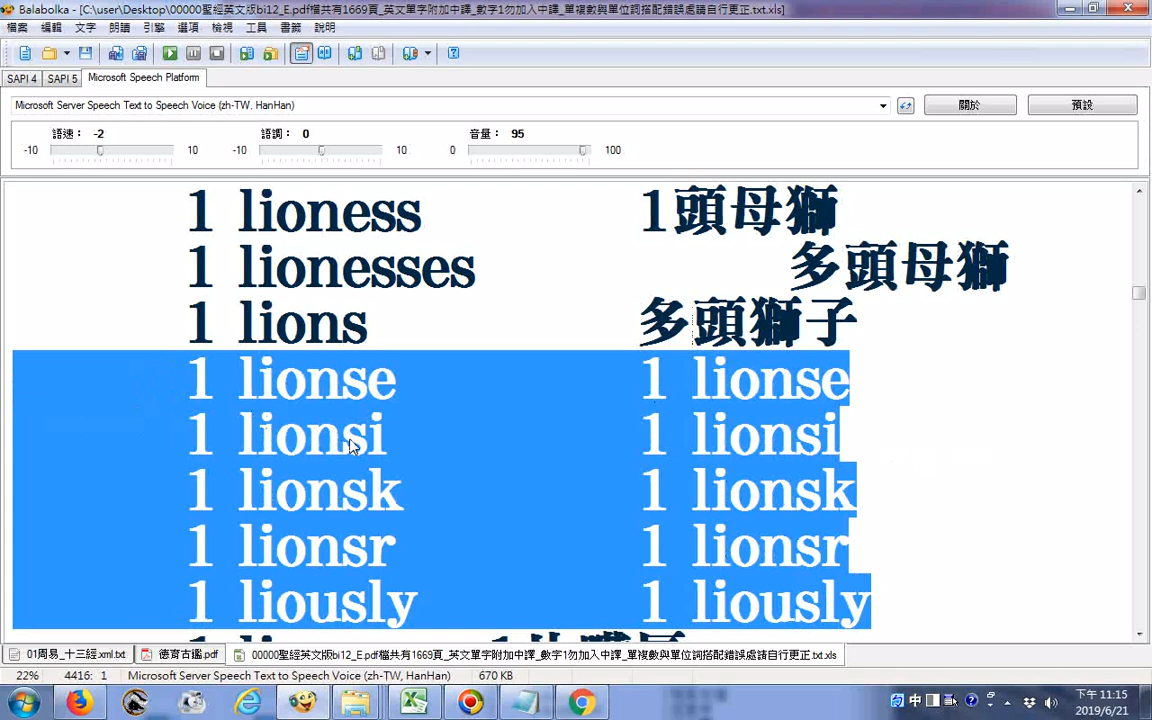 Balabolka - [C:\user\Desktop\00000聖經英文版bi12_E.pdf檔共有1669頁_英文單字附加中譯_數字1勿加入中譯_單複數與單位詞搭配錯誤處請自行更正.txt.xls]
檔案 編輯 文字 朗讀 引擎 選項 檢視 工具 書籤 說明
SAPI 4 SAPI 5 Microsoft Speech Platform
Microsoft Server Speech Text to Speech Voice (zh-TW, HanHan) 關於 預設
語速： -2 語調： 0 音量： 95
-10 10 -10 10 0 100
1 lioness 1頭母獅
1 lionesses 多頭母獅
1 lions 多頭獅子
1 lionse 1 lionse
1 lionsi 1 lionsi
1 lionsk 1 lionsk
1 lionsr 1 lionsr
1 liously 1 liously
01周易_十三經.xml.txt 德育古鑑.pdf 00000聖經英文版bi12_E.pdf檔共有1669頁_英文單字附加中譯_數字1勿加入中譯_單複數與單位詞搭配錯誤處請自行更正.txt.xls
22% 4416: 1 Microsoft Server Speech Text to Speech Voice (zh-TW, HanHan) 670 KB
中 下午 11:15
2019/6/21